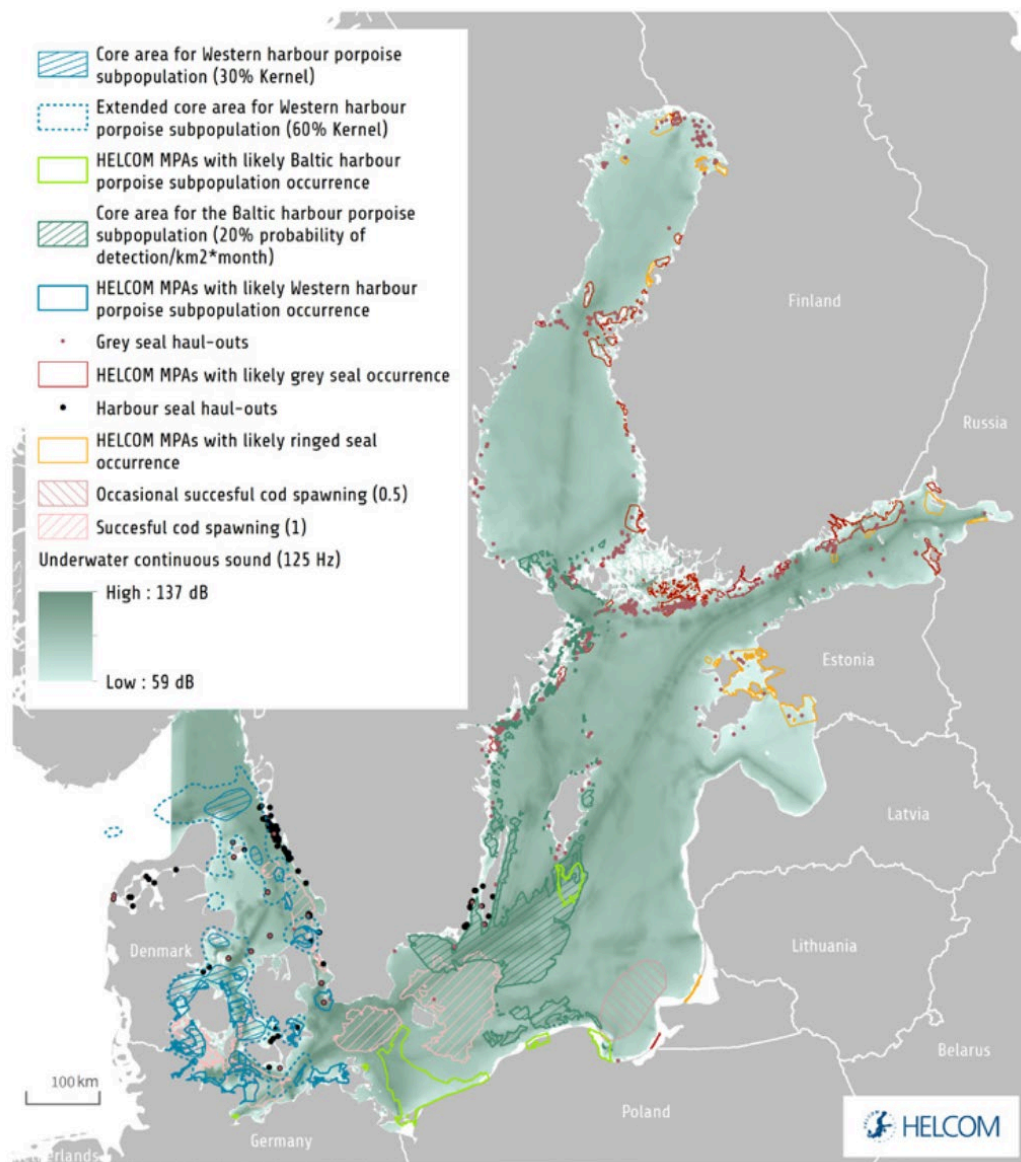 Core area for Western harbour porpoise
subpopulation (30% Kernel)
Extended core area for Western harbour
porpoise subpopulation (60% Kernel)
HELCOM MPAs with likely Baltic harbour
porpoise subpopulation occurrence
Core area for the Baltic harbour porpoise
subpopulation (20% probability of
detection/km2*month)
HELCOM MPAs with likely Western harbour
porpoise subpopulation occurrence
Grey seal haul-outs
HELCOM MPAs with likely grey seal occurrence
Harbour seal haul-outs
HELCOM MPAs with likely ringed seal
occurrence
Occasional succesful cod spawning (0.5)
Succesful cod spawning (1)
Underwater continuous sound (125 Hz)
High : 137 dB
Low : 59 dB
Finland
Russia
Estonia
Latvia
Denmark
Lithuania
Belarus
100 km
Poland
Germany
HELCOM